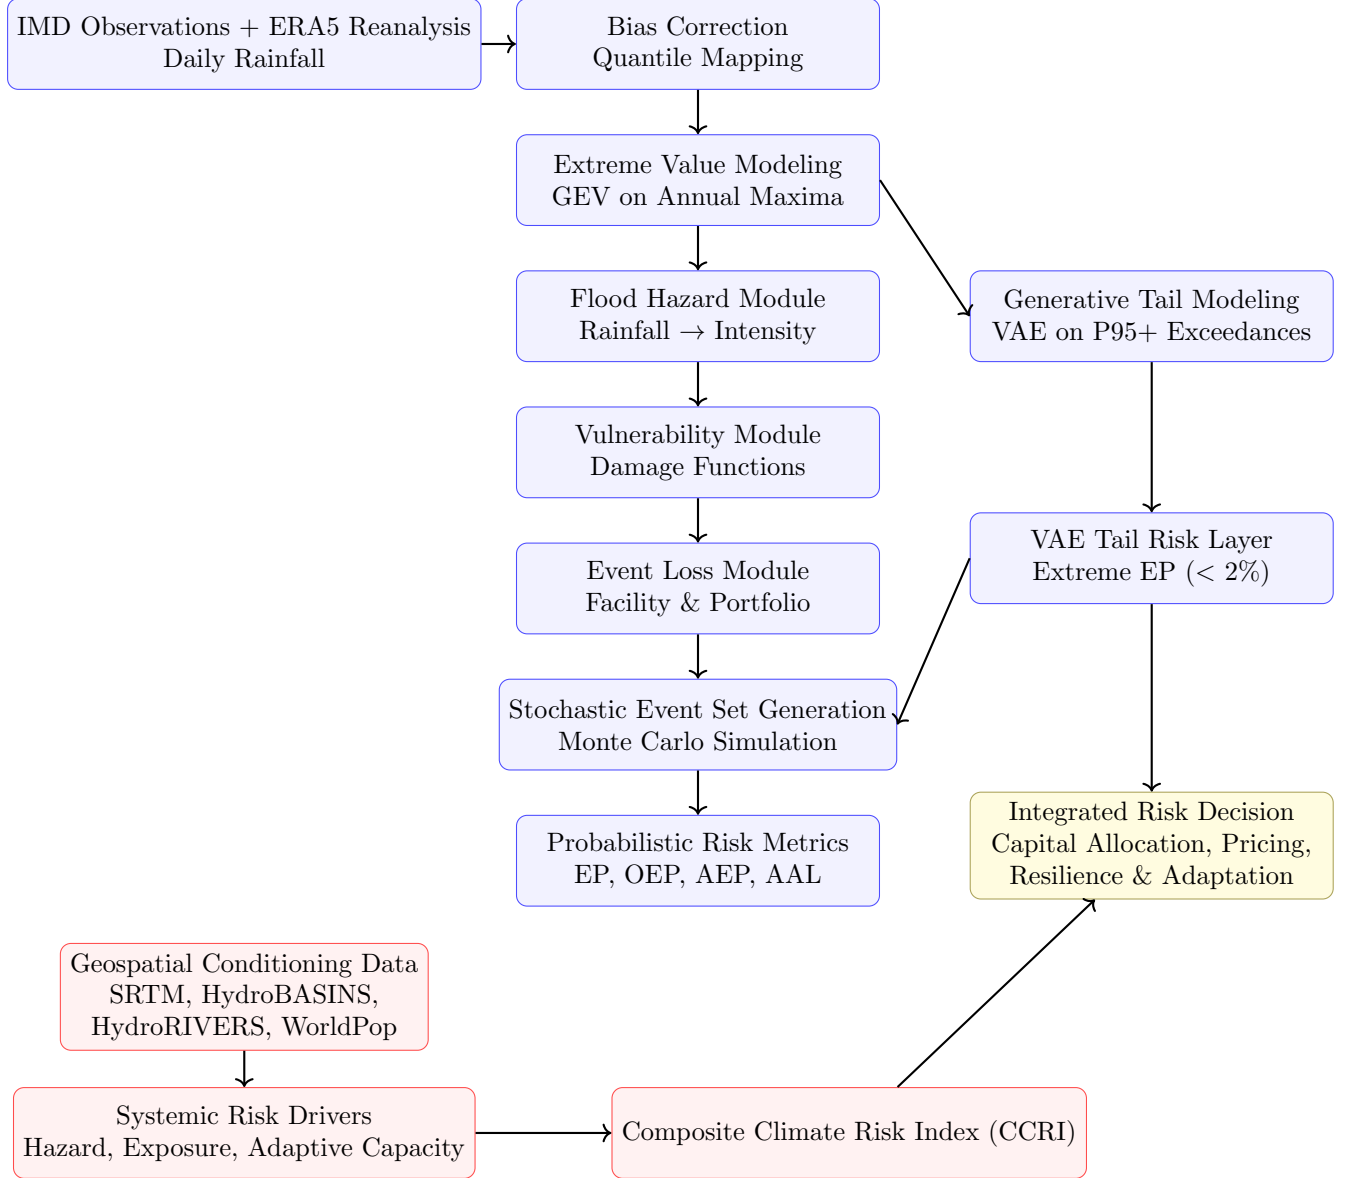 IMD Observations + ERA5 Reanalysis
Daily Rainfall
Bias Correction
Quantile Mapping
Extreme Value Modeling
GEV on Annual Maxima
Flood Hazard Module
Rainfall → Intensity
Generative Tail Modeling
VAE on P95+ Exceedances
Vulnerability Module
Damage Functions
VAE Tail Risk Layer
Extreme EP (< 2%)
Event Loss Module
Facility & Portfolio
Stochastic Event Set Generation
Monte Carlo Simulation
Integrated Risk Decision
Capital Allocation, Pricing,
Resilience & Adaptation
Probabilistic Risk Metrics
EP, OEP, AEP, AAL
Geospatial Conditioning Data
SRTM, HydroBASINS,
HydroRIVERS, WorldPop
Systemic Risk Drivers
Hazard, Exposure, Adaptive Capacity
Composite Climate Risk Index (CCRI)